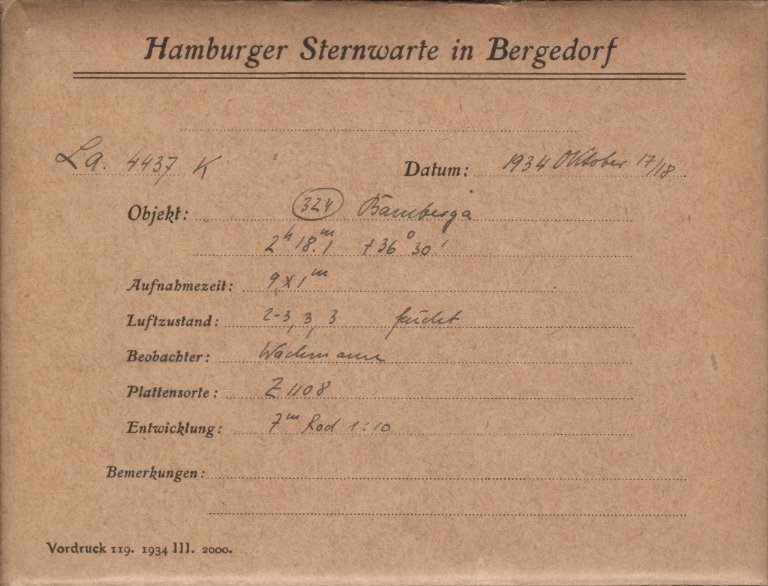 Hamburger Sternwarte in Bergedorf
La. 4437 K Datum: 1934 Oktober 17/18
Objekt: 324 Bamberga
2ʰ 18.ᵐ1 +36° 30'
Aufnahmezeit: 9 x 1ᵐ
Luftzustand: 2-3, 3, 3 feucht
Beobachter: Wachmann
Plattensorte: Z 1108
Entwicklung: 7ᵐ Rod 1:10
Bemerkungen:
Vordruck 119. 1934 III. 2000.